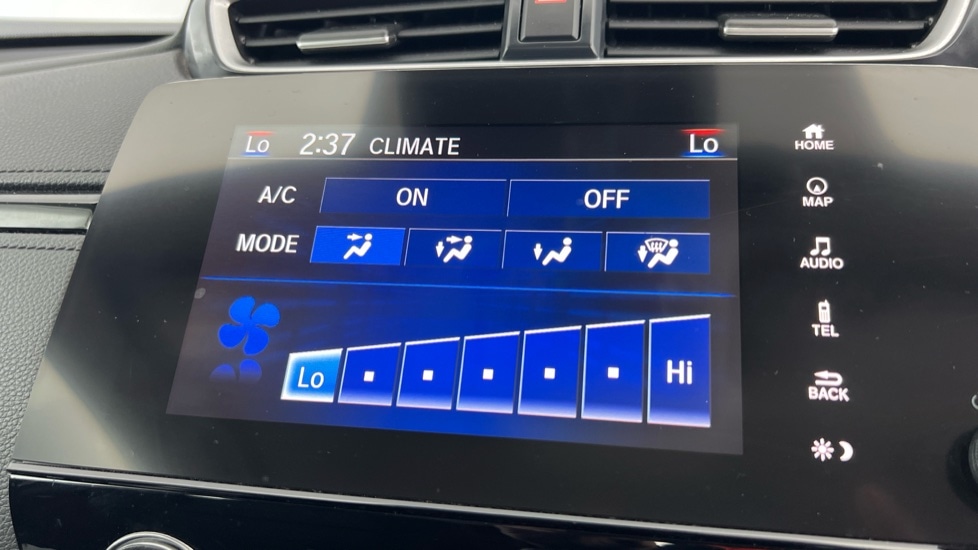 Lo 2:37 CLIMATE Lo
A/C ON OFF
MODE
Lo Hi
HOME
MAP
AUDIO
TEL
BACK